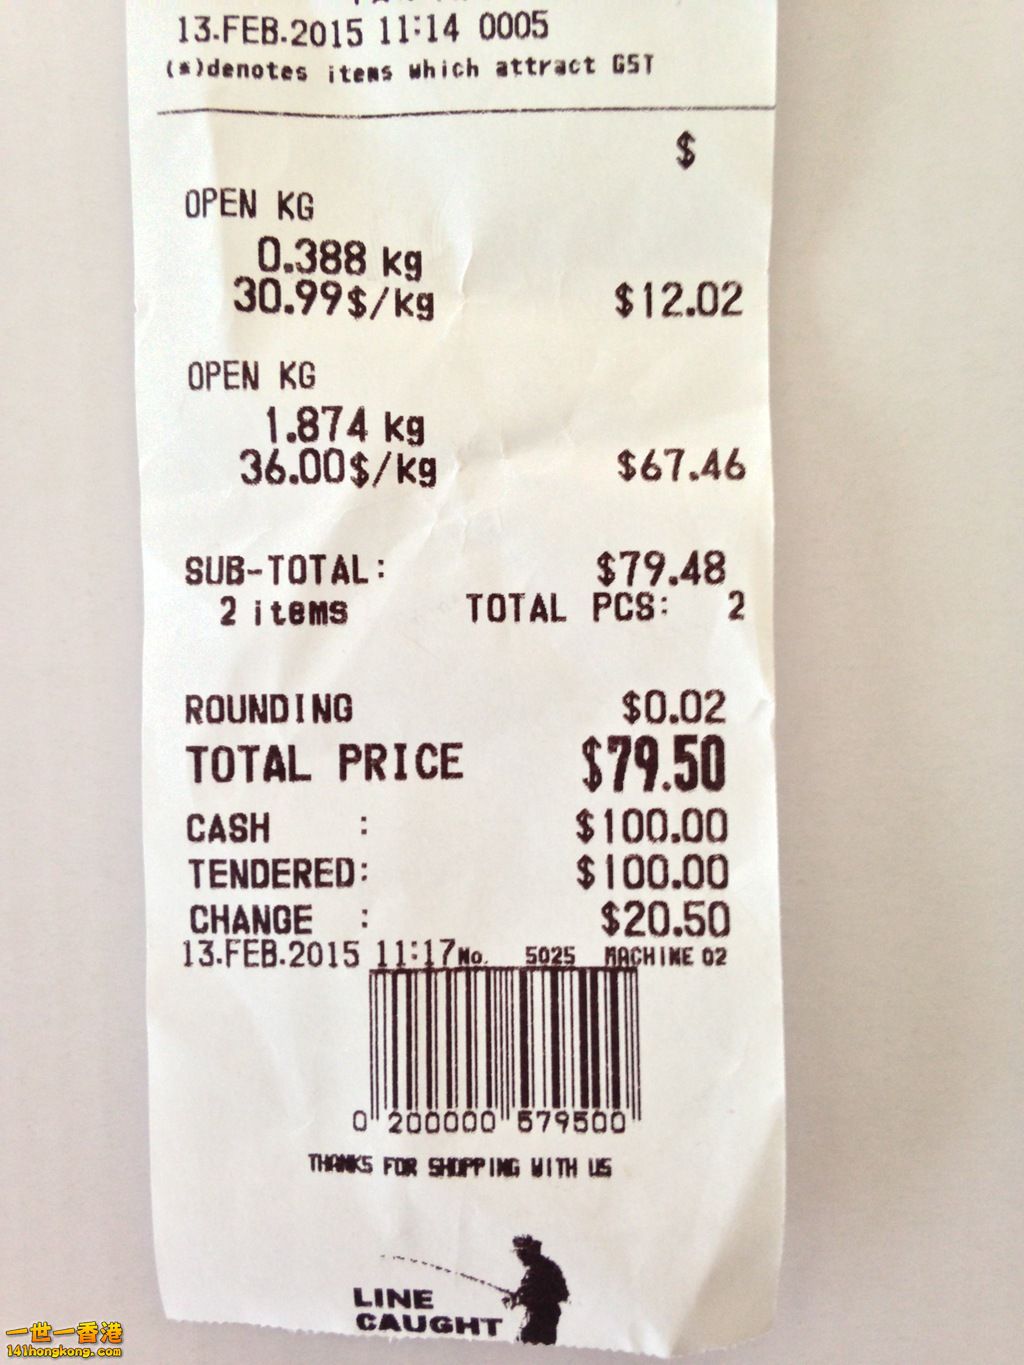 13.FEB.2015 11:14 0005
(*)denotes items which attract GST
$
OPEN KG
0.388 kg
30.99$/kg $12.02
OPEN KG
1.874 kg
36.00$/kg $67.46
SUB-TOTAL: $79.48
2 items TOTAL PCS: 2
ROUNDING $0.02
TOTAL PRICE $79.50
CASH : $100.00
TENDERED: $100.00
CHANGE : $20.50
13.FEB.2015 11:17 No. 5025 MACHINE 02
0 200000 579500
THANKS FOR SHOPPING WITH US
LINE
CAUGHT
一世一香港
141hongkong.com